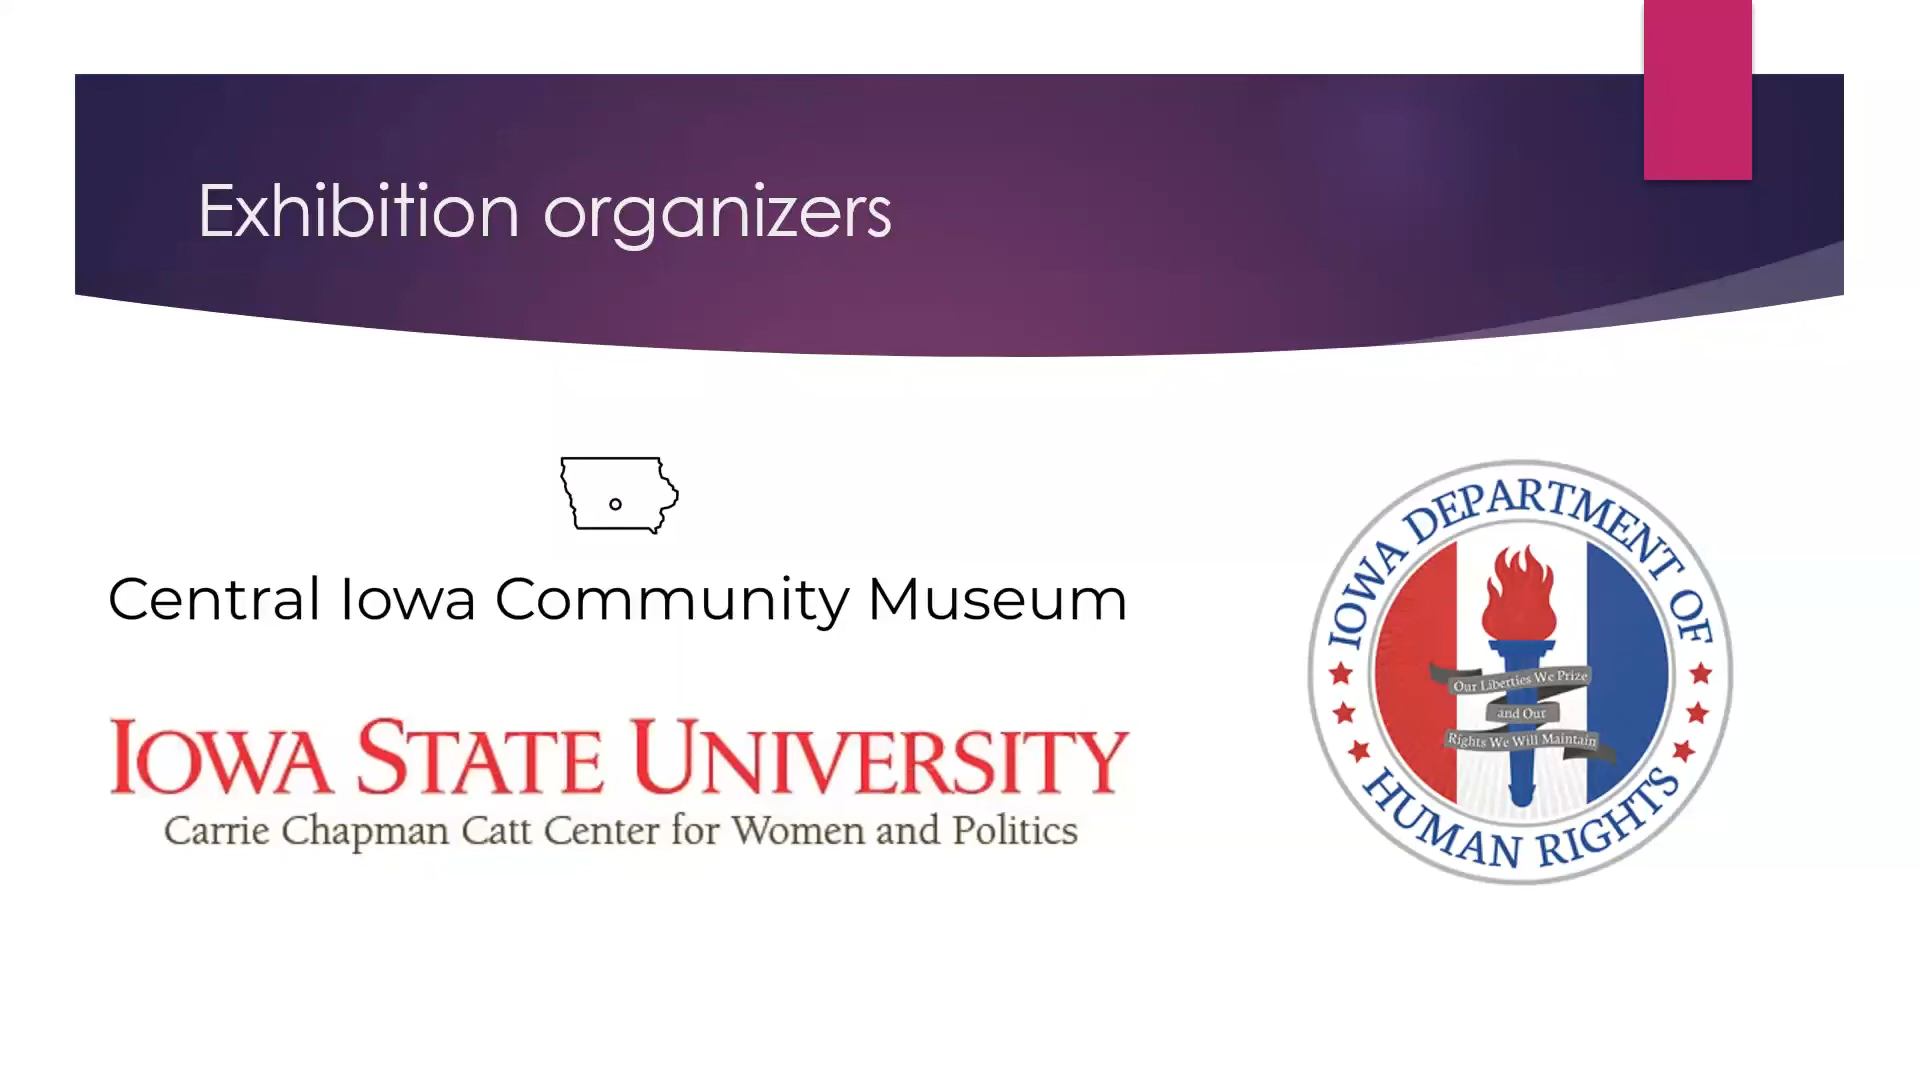 Exhibition organizers
Central Iowa Community Museum
IOWA STATE UNIVERSITY
Carrie Chapman Catt Center for Women and Politics
IOWA DEPARTMENT OF
Our Liberties We Prize
and Our
Rights We Will Maintain
HUMAN RIGHTS